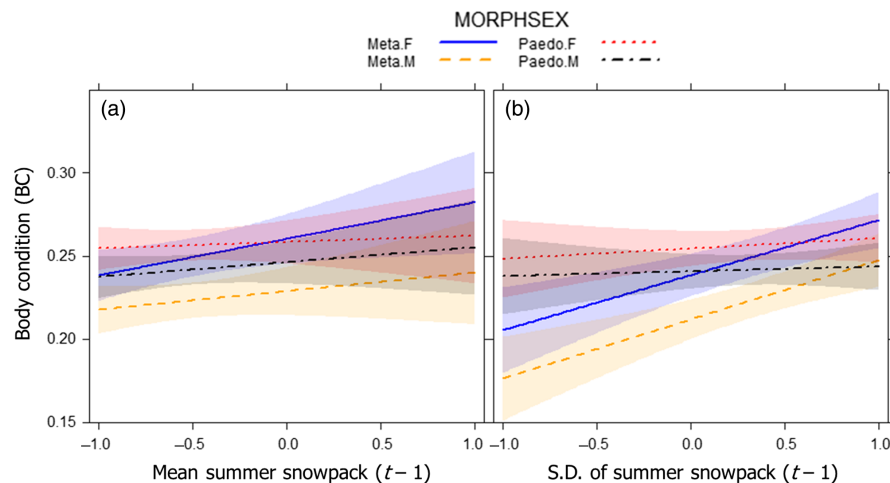 MORPHSEX
Meta.F Paedo.F
Meta.M Paedo.M
(a) (b)
Body condition (BC)
0.30
0.25
0.20
0.15
–1.0 –0.5 0.0 0.5 1.0 –1.0 –0.5 0.0 0.5 1.0
Mean summer snowpack (t – 1) S.D. of summer snowpack (t – 1)